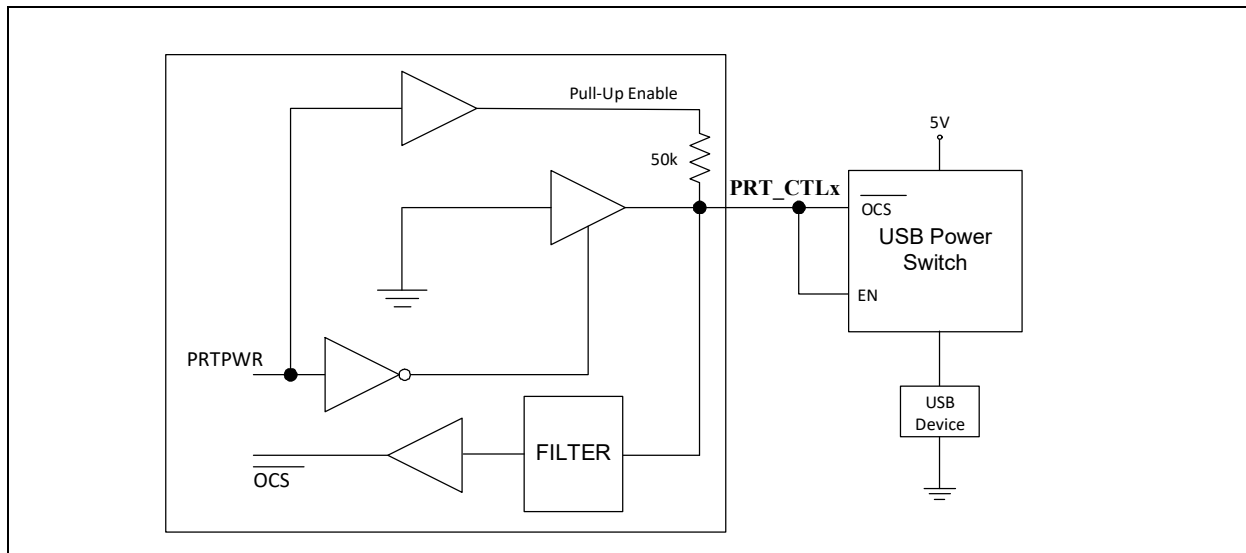 Pull-Up Enable
5V
50k
PRT_CTLx
OCS
USB Power
Switch
EN
PRTPWR
USB
Device
FILTER
OCS